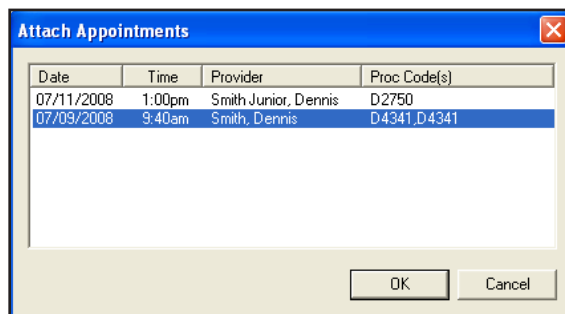 Attach Appointments
Date Time Provider Proc Code(s)
07/11/2008 1:00pm Smith Junior, Dennis D2750
07/09/2008 9:40am Smith, Dennis D4341,D4341
OK Cancel